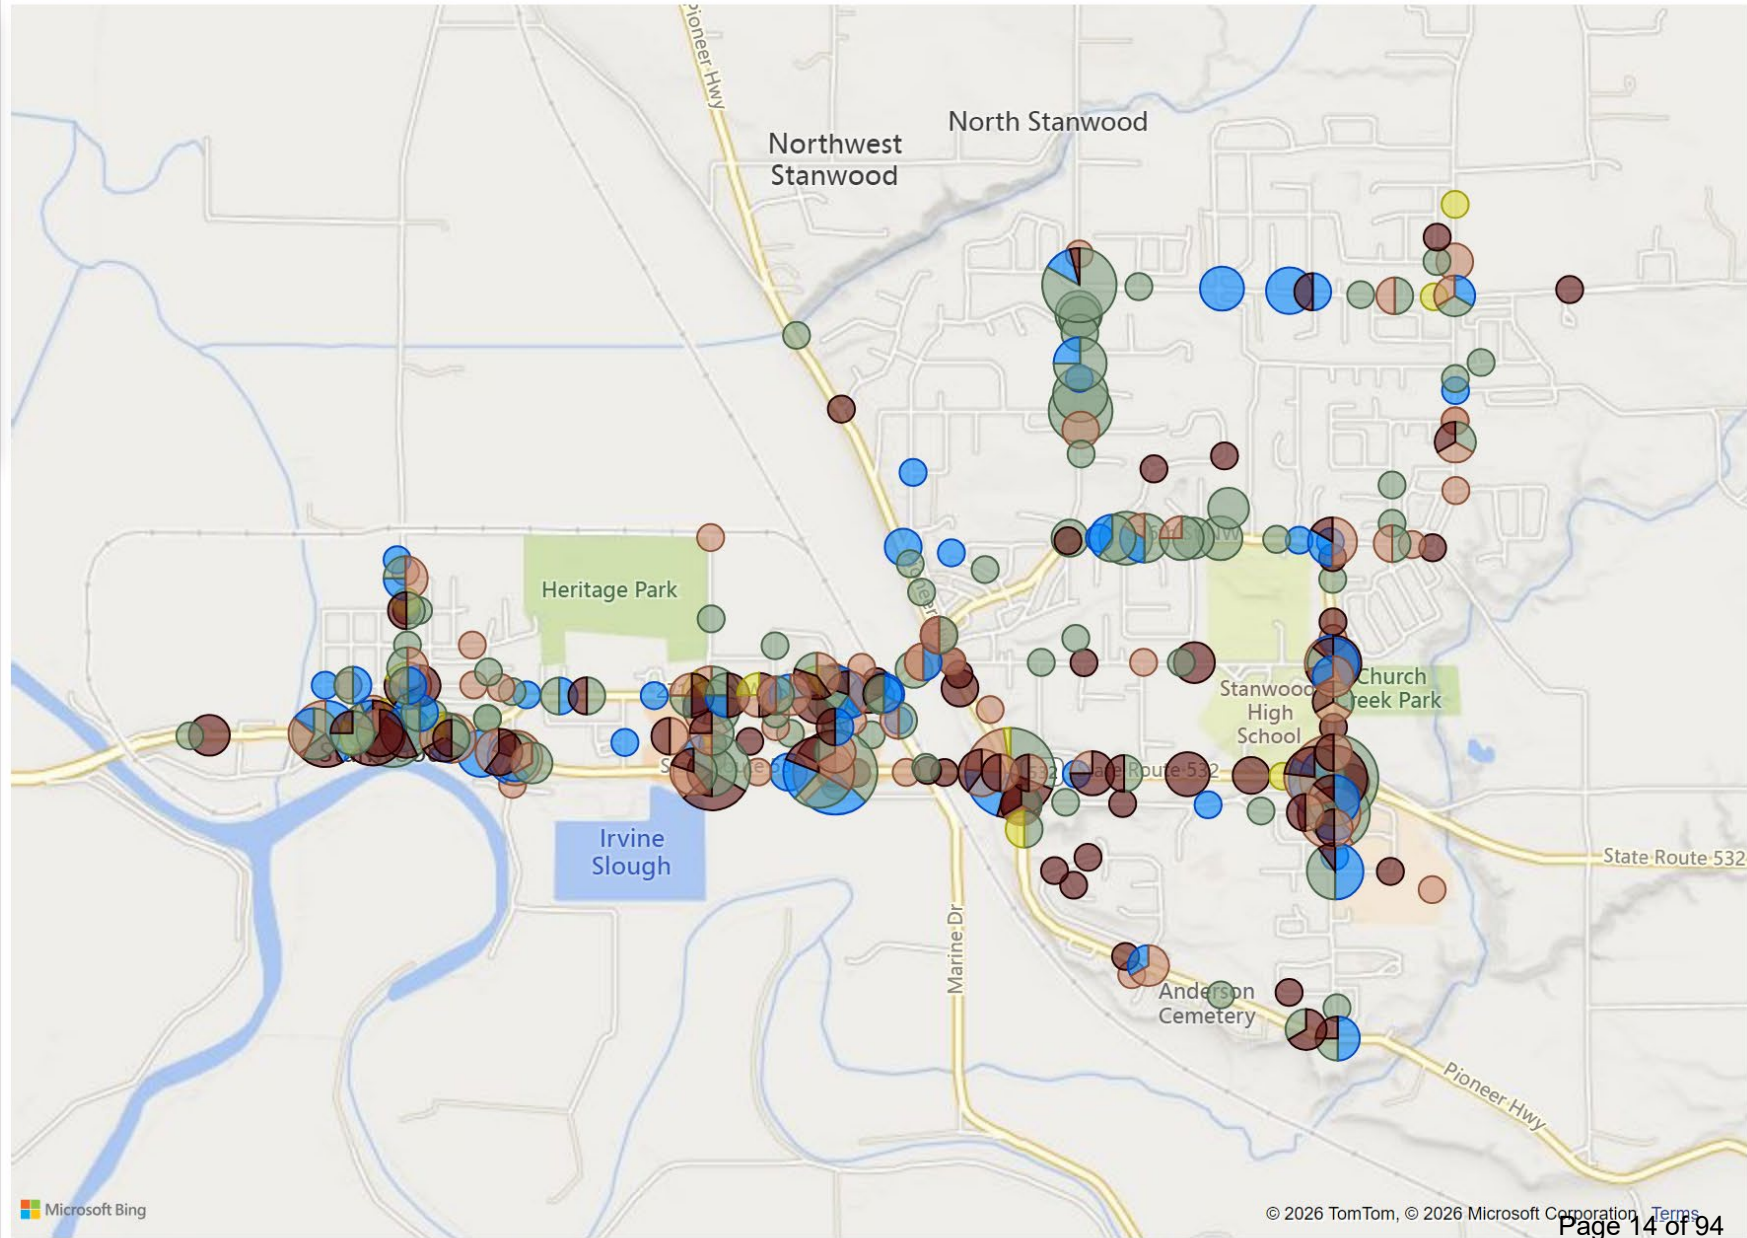 Pioneer Hwy
North Stanwood
Northwest
Stanwood
Heritage Park
Stanwood
High
School
Church
Creek Park
State Route 532
Irvine
Slough
State Route 532
Marine Dr
Anderson
Cemetery
Pioneer Hwy
Microsoft Bing
© 2026 TomTom, © 2026 Microsoft Corporation Terms
Page 14 of 94